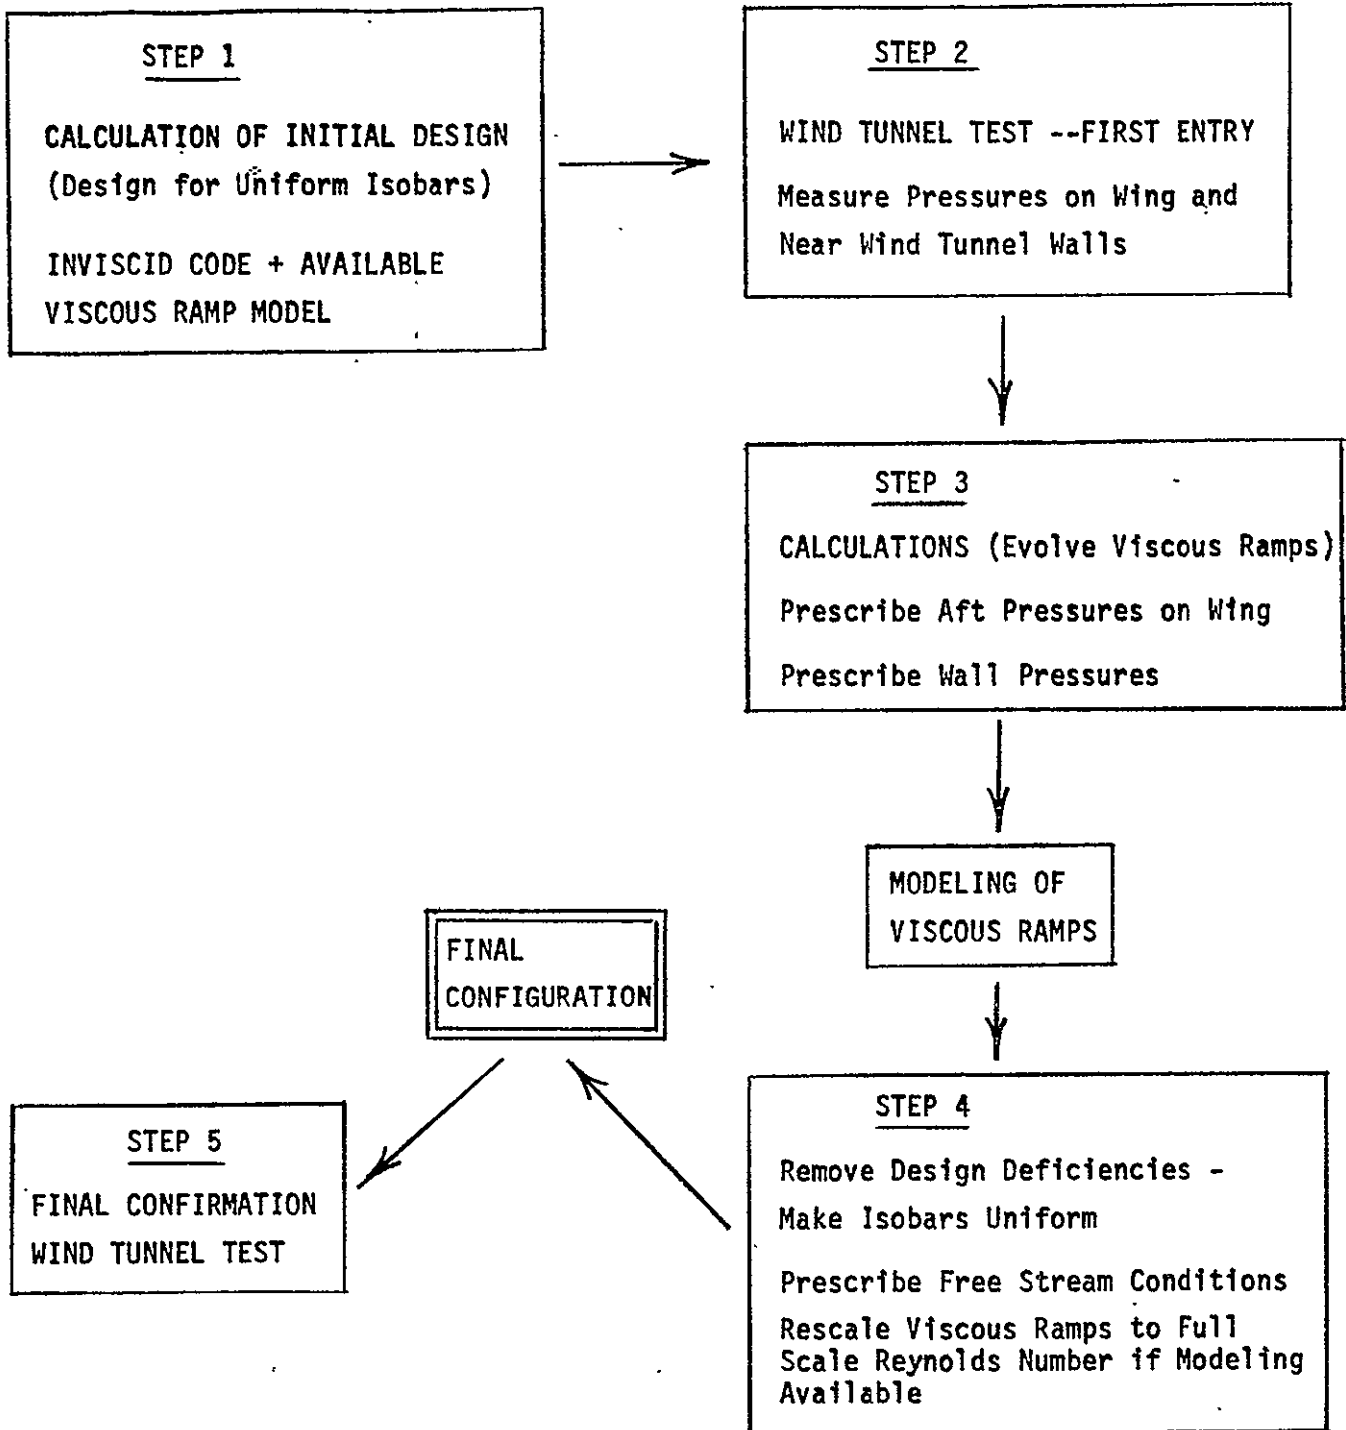 STEP 1
CALCULATION OF INITIAL DESIGN
(Design for Uniform Isobars)
INVISCID CODE + AVAILABLE
VISCOUS RAMP MODEL
STEP 2
WIND TUNNEL TEST --FIRST ENTRY
Measure Pressures on Wing and
Near Wind Tunnel Walls
STEP 3
CALCULATIONS (Evolve Viscous Ramps)
Prescribe Aft Pressures on Wing
Prescribe Wall Pressures
MODELING OF
VISCOUS RAMPS
STEP 4
Remove Design Deficiencies -
Make Isobars Uniform
Prescribe Free Stream Conditions
Rescale Viscous Ramps to Full
Scale Reynolds Number if Modeling
Available
FINAL
CONFIGURATION
STEP 5
FINAL CONFIRMATION
WIND TUNNEL TEST